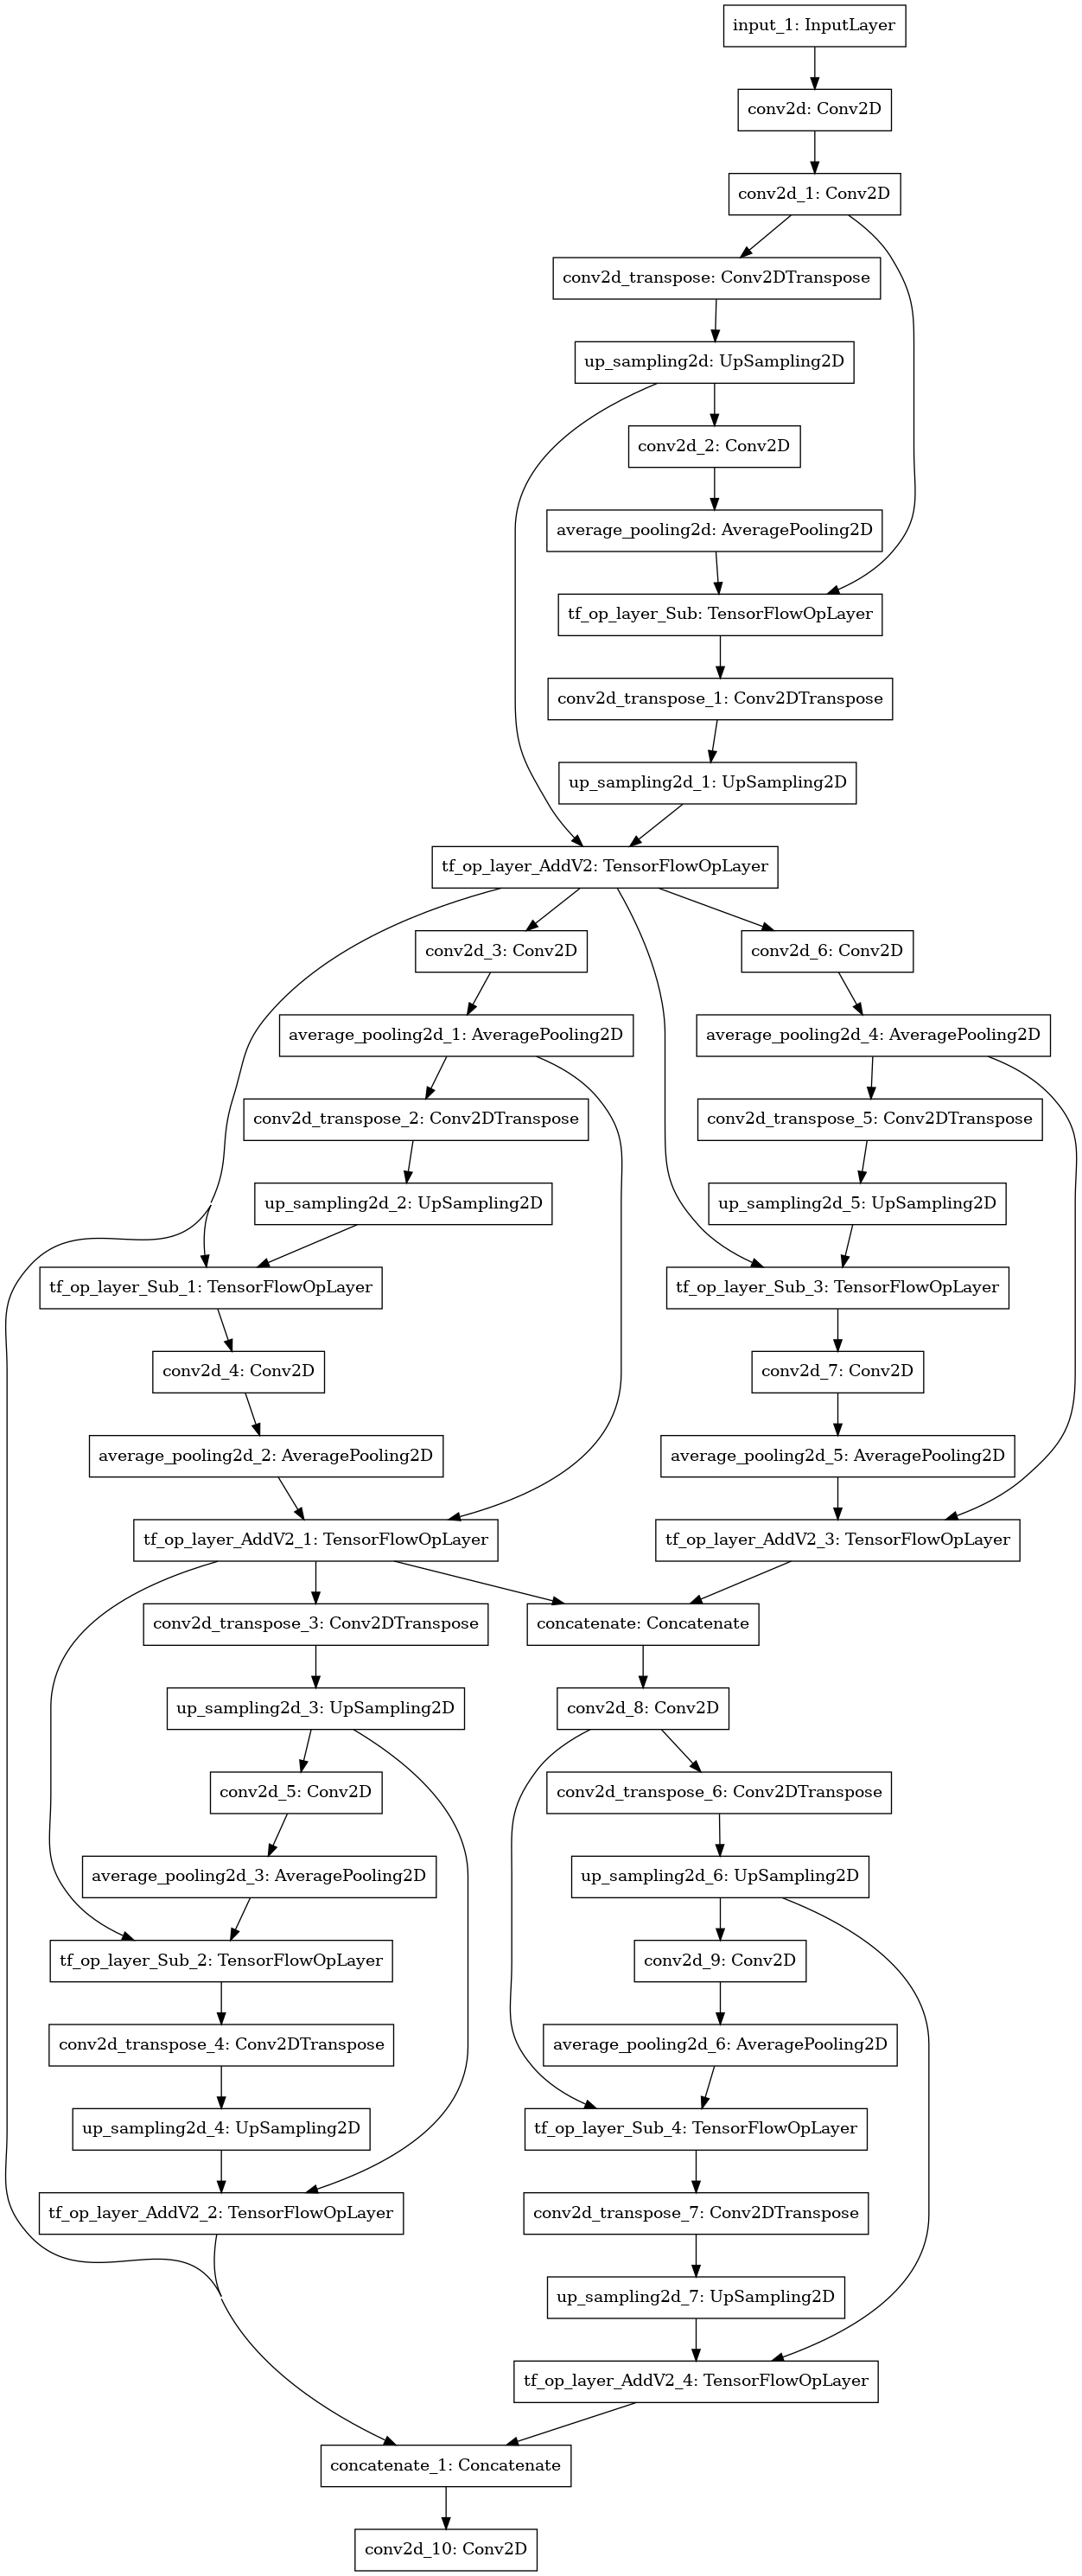 input_1: InputLayer
conv2d: Conv2D
conv2d_1: Conv2D
conv2d_transpose: Conv2DTranspose
up_sampling2d: UpSampling2D
conv2d_2: Conv2D
average_pooling2d: AveragePooling2D
tf_op_layer_Sub: TensorFlowOpLayer
conv2d_transpose_1: Conv2DTranspose
up_sampling2d_1: UpSampling2D
tf_op_layer_AddV2: TensorFlowOpLayer
conv2d_3: Conv2D
conv2d_6: Conv2D
average_pooling2d_1: AveragePooling2D
average_pooling2d_4: AveragePooling2D
conv2d_transpose_2: Conv2DTranspose
conv2d_transpose_5: Conv2DTranspose
up_sampling2d_2: UpSampling2D
up_sampling2d_5: UpSampling2D
tf_op_layer_Sub_1: TensorFlowOpLayer
tf_op_layer_Sub_3: TensorFlowOpLayer
conv2d_4: Conv2D
conv2d_7: Conv2D
average_pooling2d_2: AveragePooling2D
average_pooling2d_5: AveragePooling2D
tf_op_layer_AddV2_1: TensorFlowOpLayer
tf_op_layer_AddV2_3: TensorFlowOpLayer
conv2d_transpose_3: Conv2DTranspose
concatenate: Concatenate
up_sampling2d_3: UpSampling2D
conv2d_8: Conv2D
conv2d_5: Conv2D
conv2d_transpose_6: Conv2DTranspose
average_pooling2d_3: AveragePooling2D
up_sampling2d_6: UpSampling2D
tf_op_layer_Sub_2: TensorFlowOpLayer
conv2d_9: Conv2D
conv2d_transpose_4: Conv2DTranspose
average_pooling2d_6: AveragePooling2D
up_sampling2d_4: UpSampling2D
tf_op_layer_Sub_4: TensorFlowOpLayer
tf_op_layer_AddV2_2: TensorFlowOpLayer
conv2d_transpose_7: Conv2DTranspose
up_sampling2d_7: UpSampling2D
tf_op_layer_AddV2_4: TensorFlowOpLayer
concatenate_1: Concatenate
conv2d_10: Conv2D